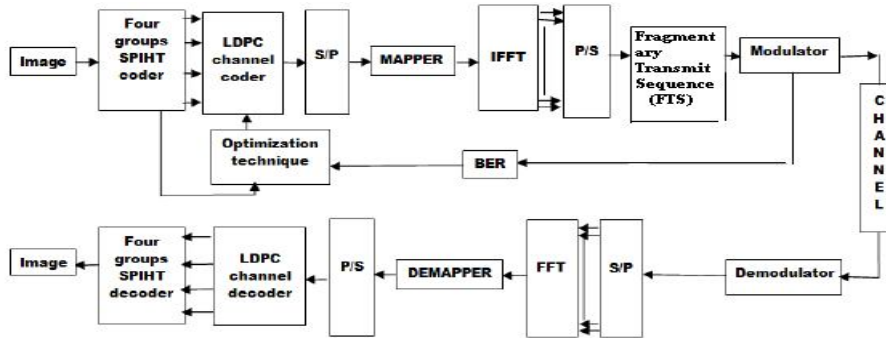 Image
Four
groups
SPIHT
coder
LDPC
channel
coder
S/P
MAPPER
IFFT
P/S
Fragment
ary
Transmit
Sequence
(FTS)
Modulator
CHANNEL
Optimization
technique
BER
Image
Four
groups
SPIHT
decoder
LDPC
channel
decoder
P/S
DEMAPPER
FFT
S/P
Demodulator